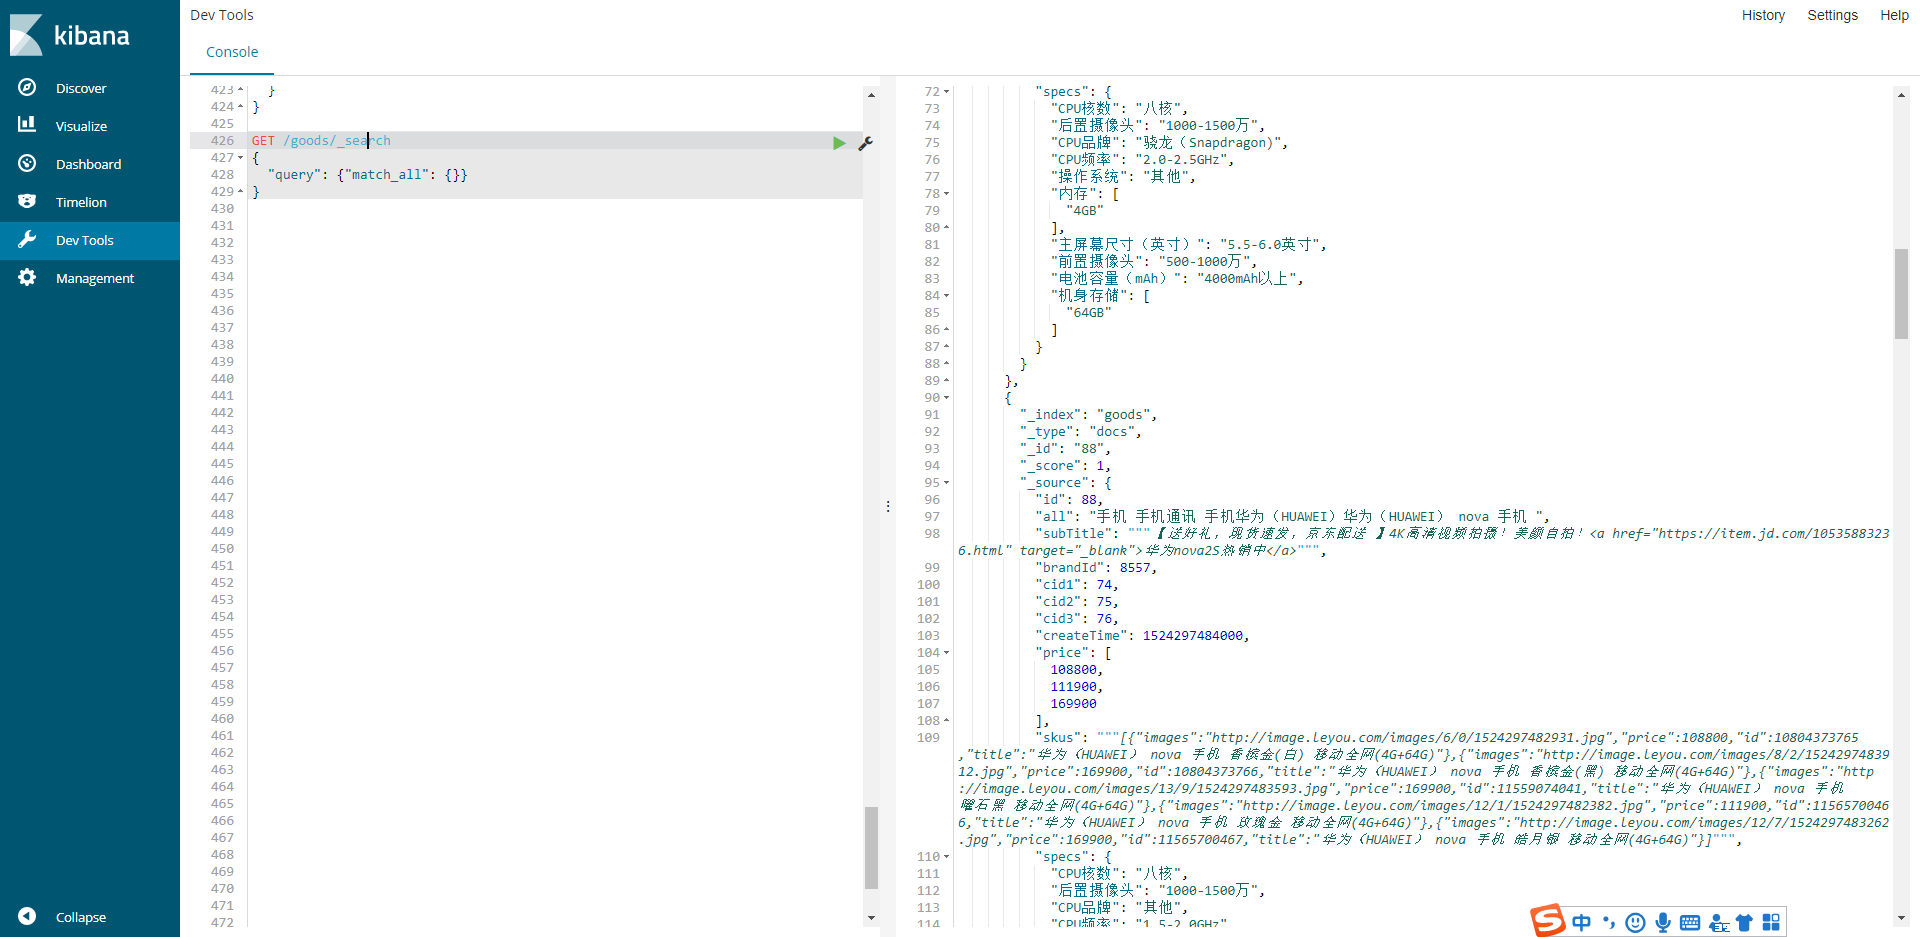 kibana
Discover
Visualize
Dashboard
Timelion
Dev Tools
Management
Collapse
Dev Tools
History Settings Help
Console
423 }
424 }
425
426 GET /goods/_search
427 {
428 "query": {"match_all": {}}
429 }
430
431
432
433
434
435
436
437
438
439
440
441
442
443
444
445
446
447
448
449
450
451
452
453
454
455
456
457
458
459
460
461
462
463
464
465
466
467
468
469
470
471
472
72 "specs": {
73 "CPU核数": "八核",
74 "后置摄像头": "1000-1500万",
75 "CPU品牌": "骁龙（Snapdragon)",
76 "CPU频率": "2.0-2.5GHz",
77 "操作系统": "其他",
78 "内存": [
79 "4GB"
80 ],
81 "主屏幕尺寸（英寸）": "5.5-6.0英寸",
82 "前置摄像头": "500-1000万",
83 "电池容量（mAh）": "4000mAh以上",
84 "机身存储": [
85 "64GB"
86 ]
87 }
88 }
89 },
90 {
91 "_index": "goods",
92 "_type": "docs",
93 "_id": "88",
94 "_score": 1,
95 "_source": {
96 "id": 88,
97 "all": "手机 手机通讯 手机华为（HUAWEI）华为（HUAWEI） nova 手机 ",
98 "subTitle": """【送好礼，现货速发，京东配送 】4K高清视频拍摄！美颜自拍！<a href="https://item.jd.com/1053588323
6.html" target="_blank">华为nova2S热销中</a>""",
99 "brandId": 8557,
100 "cid1": 74,
101 "cid2": 75,
102 "cid3": 76,
103 "createTime": 1524297484000,
104 "price": [
105 108800,
106 111900,
107 169900
108 ],
109 "skus": """[{"images":"http://image.leyou.com/images/6/0/1524297482931.jpg","price":108800,"id":10804373765
,"title":"华为（HUAWEI） nova 手机 香槟金(白) 移动全网(4G+64G)"},{"images":"http://image.leyou.com/images/8/2/15242974839
12.jpg","price":169900,"id":10804373766,"title":"华为（HUAWEI） nova 手机 香槟金(黑) 移动全网(4G+64G)"},{"images":"http
://image.leyou.com/images/13/9/1524297483593.jpg","price":169900,"id":11559074041,"title":"华为（HUAWEI） nova 手机
曜石黑 移动全网(4G+64G)"},{"images":"http://image.leyou.com/images/12/1/1524297482382.jpg","price":111900,"id":1156570046
6,"title":"华为（HUAWEI） nova 手机 玫瑰金 移动全网(4G+64G)"},{"images":"http://image.leyou.com/images/12/7/1524297483262
.jpg","price":169900,"id":11565700467,"title":"华为（HUAWEI） nova 手机 皓月银 移动全网(4G+64G)"}]""",
110 "specs": {
111 "CPU核数": "八核",
112 "后置摄像头": "1000-1500万",
113 "CPU品牌": "其他",
114 "CPU频率": "1.5-2.0GHz"
中